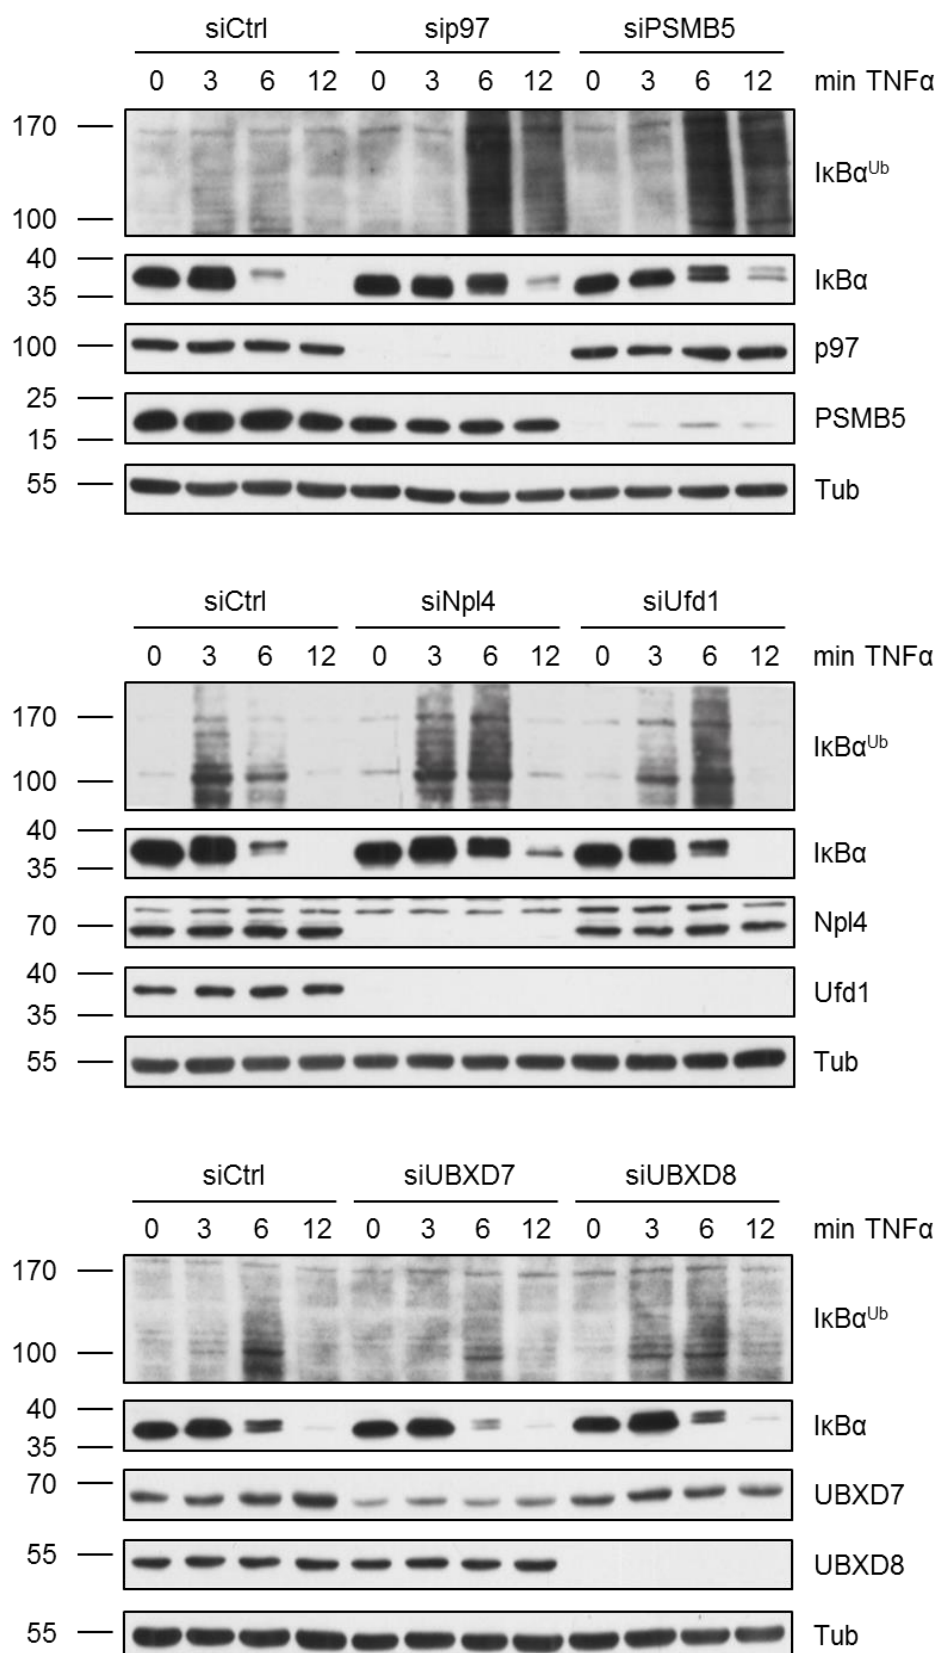 siCtrl sip97 siPSMB5
0 3 6 12 0 3 6 12 0 3 6 12 min TNFα
170
100
IκBα^Ub
40
35
IκBα
100
p97
25
15
PSMB5
55
Tub
siCtrl siNpl4 siUfd1
0 3 6 12 0 3 6 12 0 3 6 12 min TNFα
170
100
IκBα^Ub
40
35
IκBα
70
Npl4
40
35
Ufd1
55
Tub
siCtrl siUBXD7 siUBXD8
0 3 6 12 0 3 6 12 0 3 6 12 min TNFα
170
100
IκBα^Ub
40
35
IκBα
70
UBXD7
55
UBXD8
55
Tub